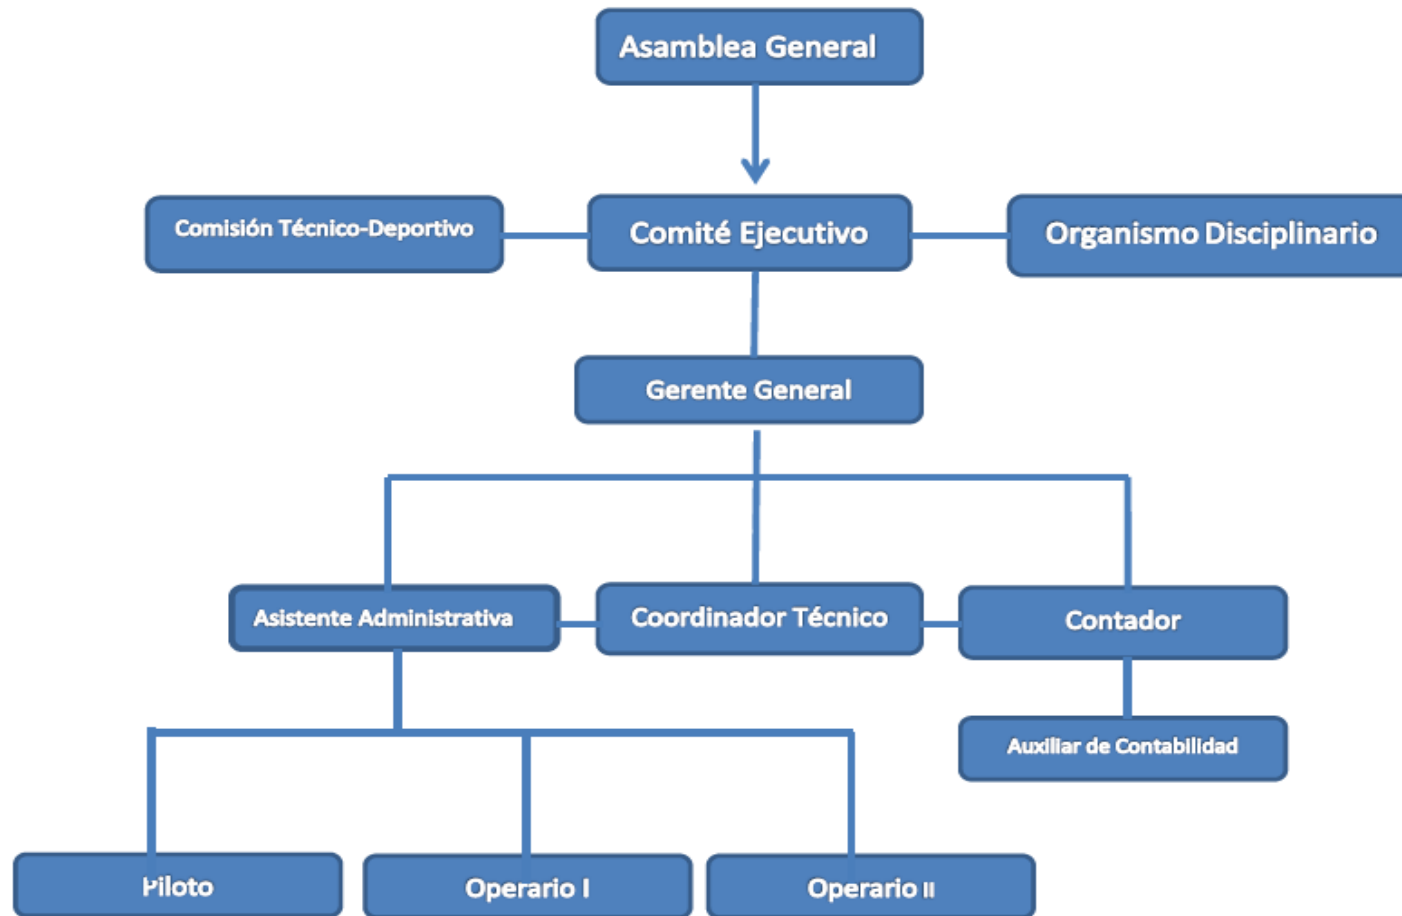 Asamblea General
Comisión Técnico-Deportivo
Comité Ejecutivo
Organismo Disciplinario
Gerente General
Asistente Administrativa
Coordinador Técnico
Contador
Auxiliar de Contabilidad
Piloto
Operario I
Operario II